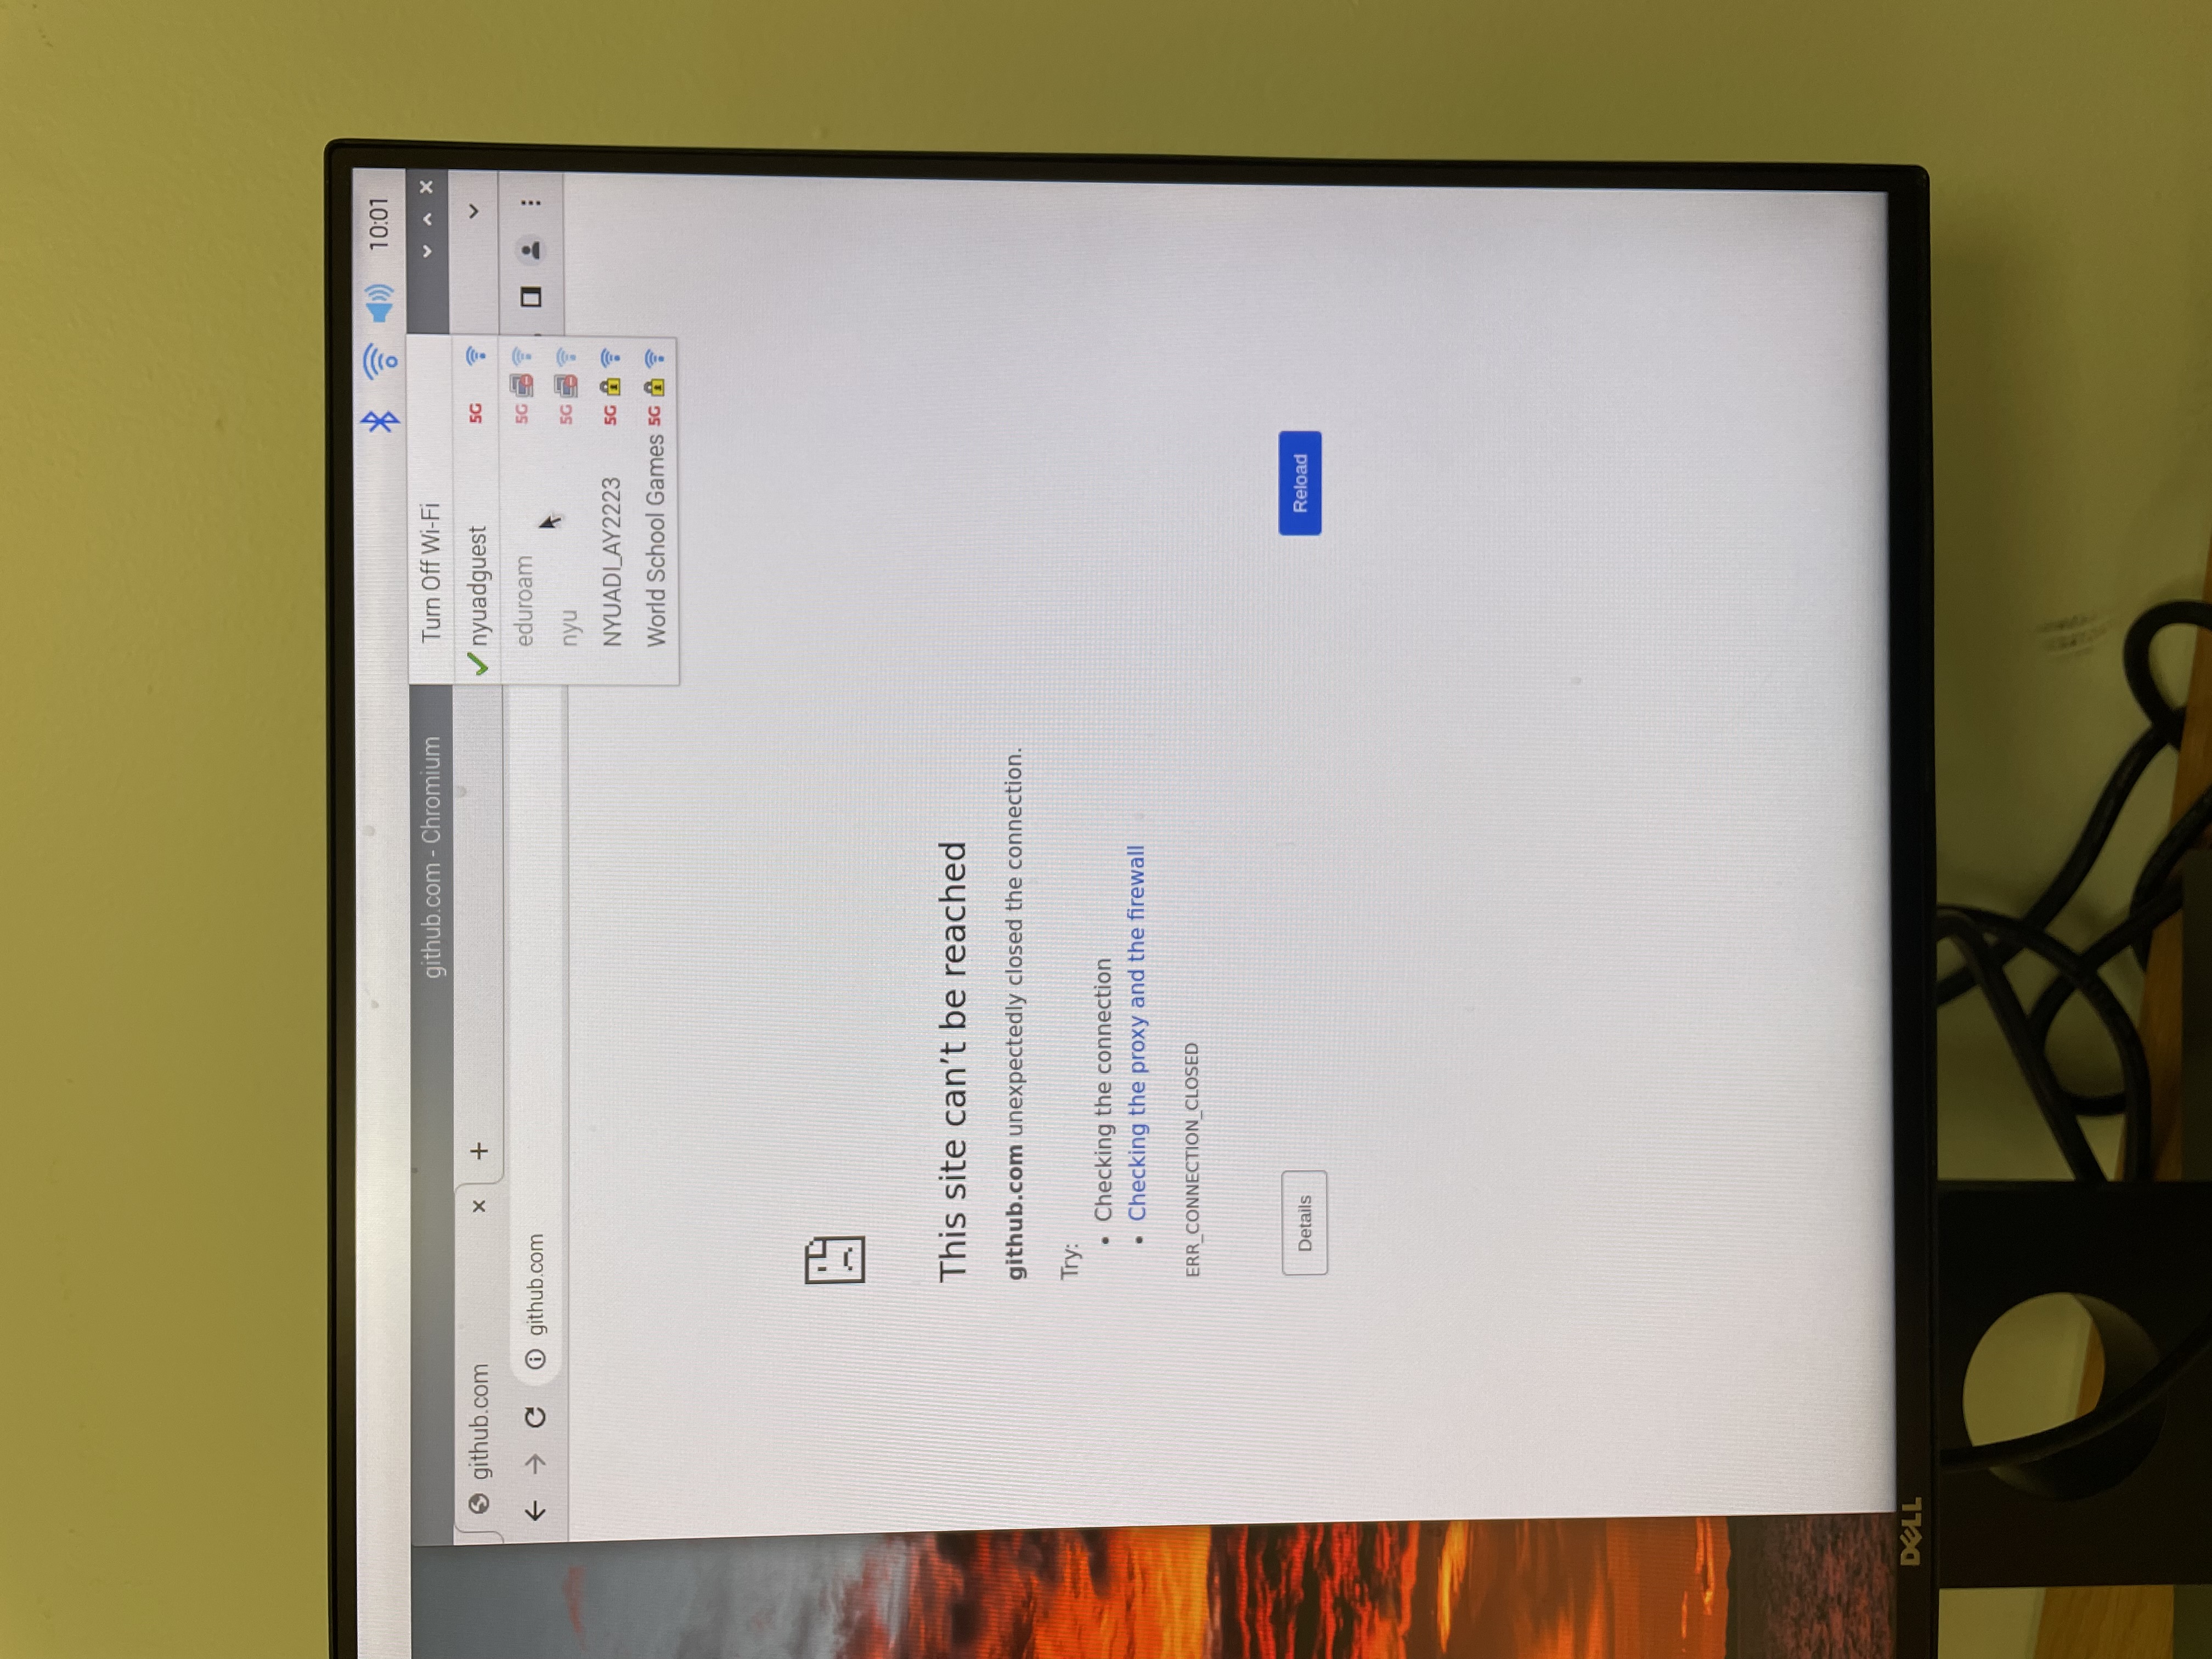 10:01
github.com - Chromium
Turn Off Wi-Fi
github.com
nyuadguest 5G
github.com
eduroam 5G
nyu 5G
NYUADI_AY2223 5G
World School Games 5G
This site can’t be reached
github.com unexpectedly closed the connection.
Try:
• Checking the connection
• Checking the proxy and the firewall
ERR_CONNECTION_CLOSED
Details
Reload
DELL